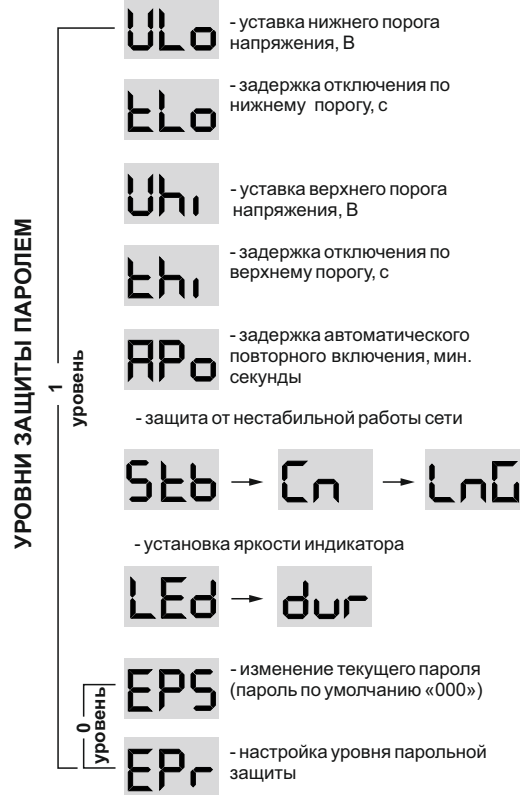 УРОВНИ ЗАЩИТЫ ПАРОЛЕМ
1
уровень
ULo
- уставка нижнего порога
напряжения, В
tLo
- задержка отключения по
нижнему порогу, с
Uhi
- уставка верхнего порога
напряжения, В
thi
- задержка отключения по
верхнему порогу, с
APo
- задержка автоматического
повторного включения, мин.
секунды
- защита от нестабильной работы сети
Stb → Cn → LnG
- установка яркости индикатора
LEd → dur
0
уровень
EPS
- изменение текущего пароля
(пароль по умолчанию «000»)
EPr
- настройка уровня парольной
защиты